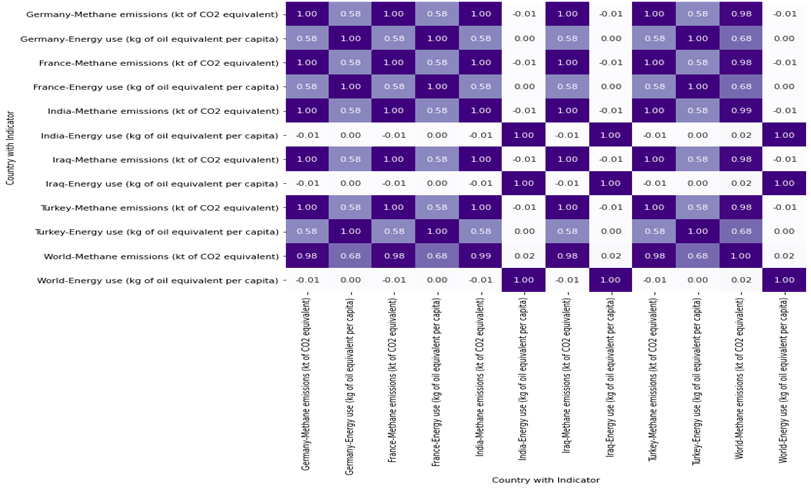 Germany-Methane emissions (kt of CO2 equivalent) 1.00 0.58 1.00 0.58 1.00 -0.01 1.00 -0.01 1.00 0.58 0.98 -0.01
Germany-Energy use (kg of oil equivalent per capita) 0.58 1.00 0.58 1.00 0.58 0.00 0.58 0.00 0.58 1.00 0.68 0.00
France-Methane emissions (kt of CO2 equivalent) 1.00 0.58 1.00 0.58 1.00 -0.01 1.00 -0.01 1.00 0.58 0.98 -0.01
France-Energy use (kg of oil equivalent per capita) 0.58 1.00 0.58 1.00 0.58 0.00 0.58 0.00 0.58 1.00 0.68 0.00
India-Methane emissions (kt of CO2 equivalent) 1.00 0.58 1.00 0.58 1.00 -0.01 1.00 -0.01 1.00 0.58 0.99 -0.01
India-Energy use (kg of oil equivalent per capita) -0.01 0.00 -0.01 0.00 -0.01 1.00 -0.01 1.00 -0.01 0.00 0.02 1.00
Iraq-Methane emissions (kt of CO2 equivalent) 1.00 0.58 1.00 0.58 1.00 -0.01 1.00 -0.01 1.00 0.58 0.98 -0.01
Iraq-Energy use (kg of oil equivalent per capita) -0.01 0.00 -0.01 0.00 -0.01 1.00 -0.01 1.00 -0.01 0.00 0.02 1.00
Turkey-Methane emissions (kt of CO2 equivalent) 1.00 0.58 1.00 0.58 1.00 -0.01 1.00 -0.01 1.00 0.58 0.98 -0.01
Turkey-Energy use (kg of oil equivalent per capita) 0.58 1.00 0.58 1.00 0.58 0.00 0.58 0.00 0.58 1.00 0.68 0.00
World-Methane emissions (kt of CO2 equivalent) 0.98 0.68 0.98 0.68 0.99 0.02 0.98 0.02 0.98 0.68 1.00 0.02
World-Energy use (kg of oil equivalent per capita) -0.01 0.00 -0.01 0.00 -0.01 1.00 -0.01 1.00 -0.01 0.00 0.02 1.00
Country with Indicator
Germany-Methane emissions (kt of CO2 equivalent)
Germany-Energy use (kg of oil equivalent per capita)
France-Methane emissions (kt of CO2 equivalent)
France-Energy use (kg of oil equivalent per capita)
India-Methane emissions (kt of CO2 equivalent)
India-Energy use (kg of oil equivalent per capita)
Iraq-Methane emissions (kt of CO2 equivalent)
Iraq-Energy use (kg of oil equivalent per capita)
Turkey-Methane emissions (kt of CO2 equivalent)
Turkey-Energy use (kg of oil equivalent per capita)
World-Methane emissions (kt of CO2 equivalent)
World-Energy use (kg of oil equivalent per capita)
Country with Indicator